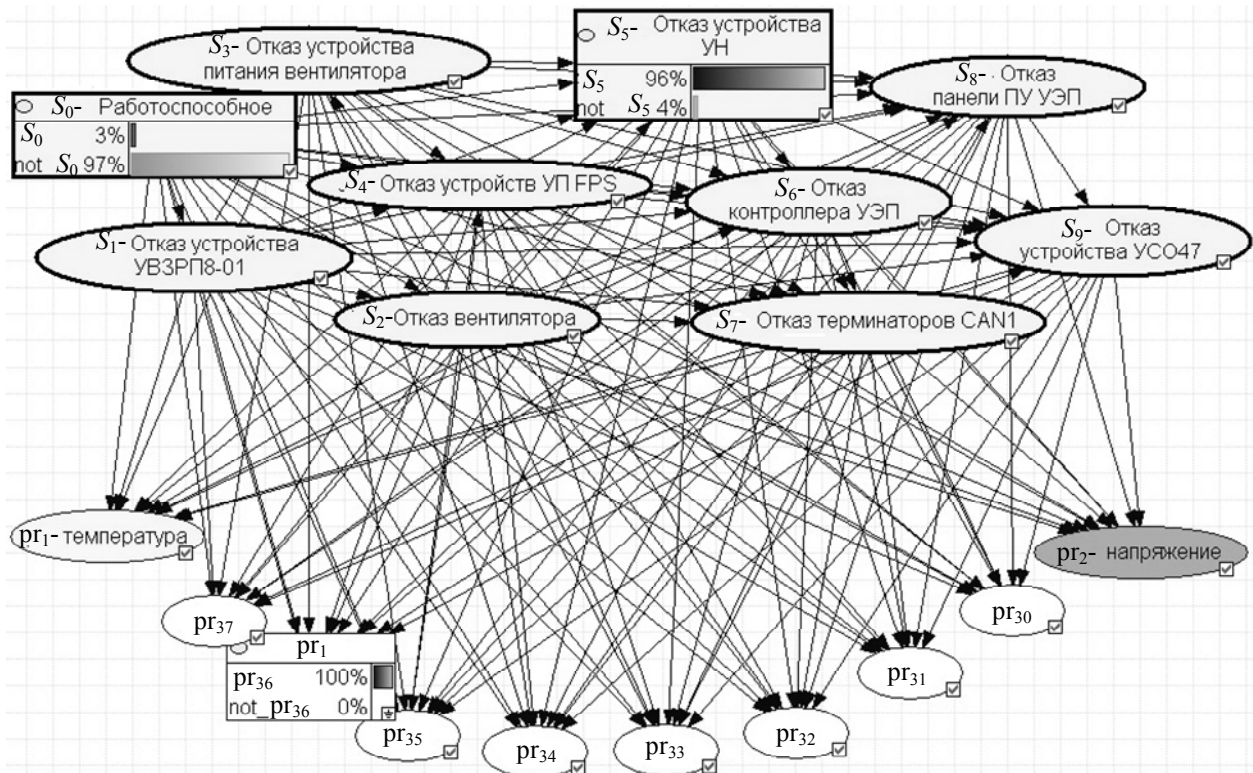 S3- Отказ устройства
питания вентилятора
S5- Отказ устройства
УН
S5 96%
not S5 4%
S8- Отказ
панели ПУ УЭП
S0- Работоспособное
S0 3%
not S0 97%
S4- Отказ устройств УП FPS
S6- Отказ
контроллера УЭП
S1- Отказ устройства
УВЗРП8-01
S9- Отказ
устройства УСО47
S2-Отказ вентилятора
S7- Отказ терминаторов CAN1
pr1- температура
pr2- напряжение
pr37
pr1
pr36 100%
not_pr36 0%
pr35
pr34
pr33
pr32
pr31
pr30